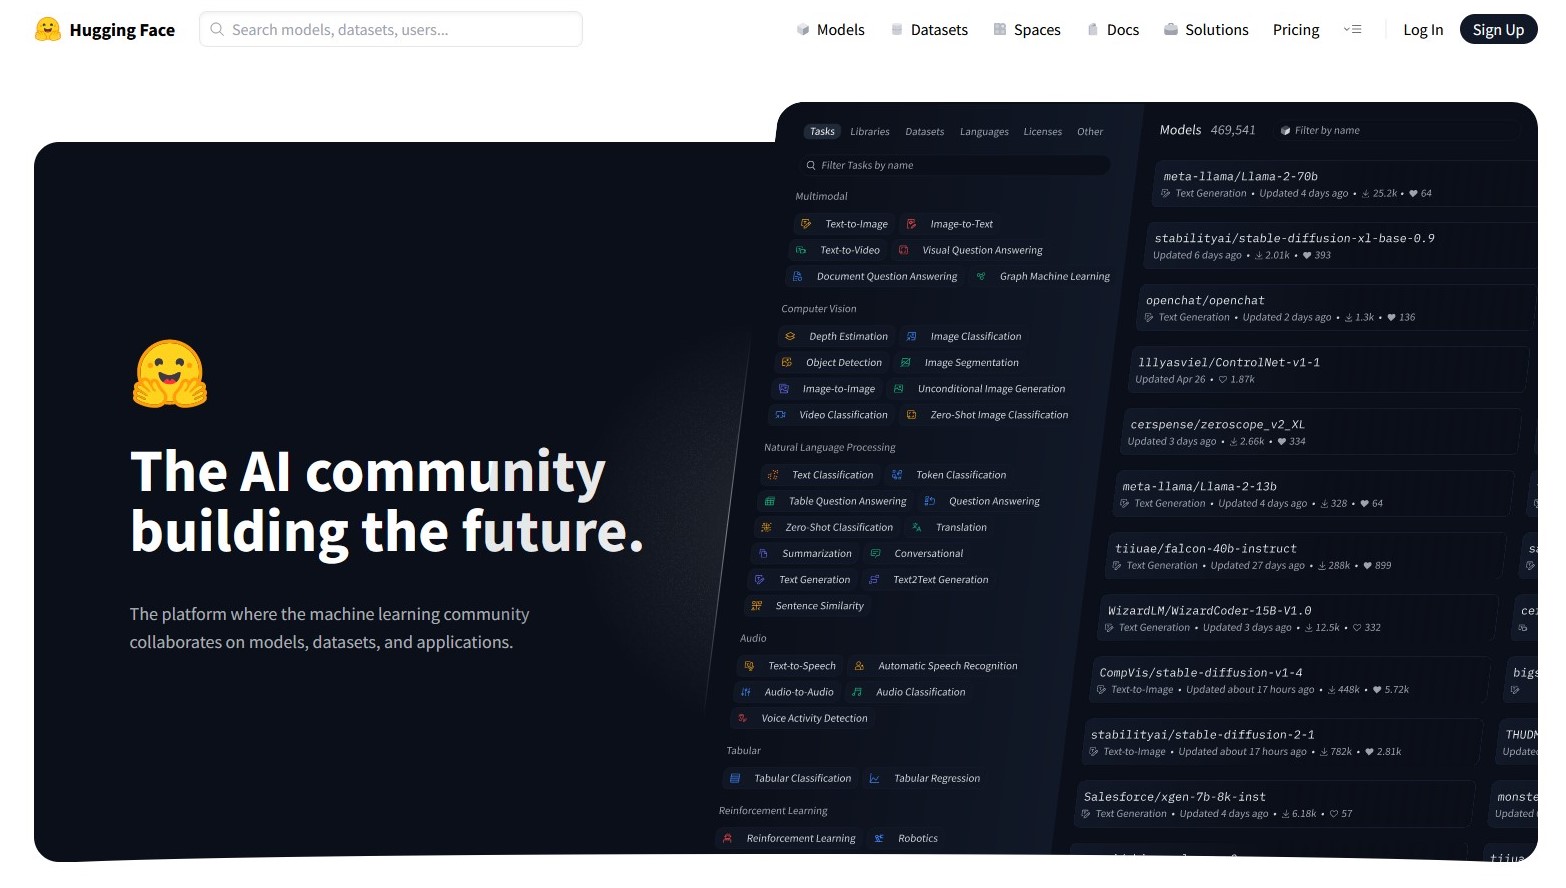 Hugging Face
Search models, datasets, users...
Models
Datasets
Spaces
Docs
Solutions
Pricing
Log In
Sign Up
The AI community
building the future.
The platform where the machine learning community
collaborates on models, datasets, and applications.
Tasks Libraries Datasets Languages Licenses Other
Filter Tasks by name
Multimodal
Text-to-Image Image-to-Text
Text-to-Video Visual Question Answering
Document Question Answering Graph Machine Learning
Computer Vision
Depth Estimation Image Classification
Object Detection Image Segmentation
Image-to-Image Unconditional Image Generation
Video Classification Zero-Shot Image Classification
Natural Language Processing
Text Classification Token Classification
Table Question Answering Question Answering
Zero-Shot Classification Translation
Summarization Conversational
Text Generation Text2Text Generation
Sentence Similarity
Audio
Text-to-Speech Automatic Speech Recognition
Audio-to-Audio Audio Classification
Voice Activity Detection
Tabular
Tabular Classification Tabular Regression
Reinforcement Learning
Reinforcement Learning Robotics
Models 469,541 Filter by name
meta-llama/Llama-2-70b
Text Generation • Updated 4 days ago • 25.2k • 64
stabilityai/stable-diffusion-xl-base-0.9
Updated 6 days ago • 2.01k • 393
openchat/openchat
Text Generation • Updated 2 days ago • 1.3k • 136
lllyasviel/ControlNet-v1-1
Updated Apr 26 • 1.87k
cerspense/zeroscope_v2_XL
Updated 3 days ago • 2.66k • 334
meta-llama/Llama-2-13b
Text Generation • Updated 4 days ago • 328 • 64
tiiuae/falcon-40b-instruct
Text Generation • Updated 27 days ago • 288k • 899
WizardLM/WizardCoder-15B-V1.0
Text Generation • Updated 3 days ago • 12.5k • 332
CompVis/stable-diffusion-v1-4
Text-to-Image • Updated about 17 hours ago • 448k • 5.72k
stabilityai/stable-diffusion-2-1
Text-to-Image • Updated about 17 hours ago • 782k • 2.81k
Salesforce/xgen-7b-8k-inst
Text Generation • Updated 4 days ago • 6.18k • 57